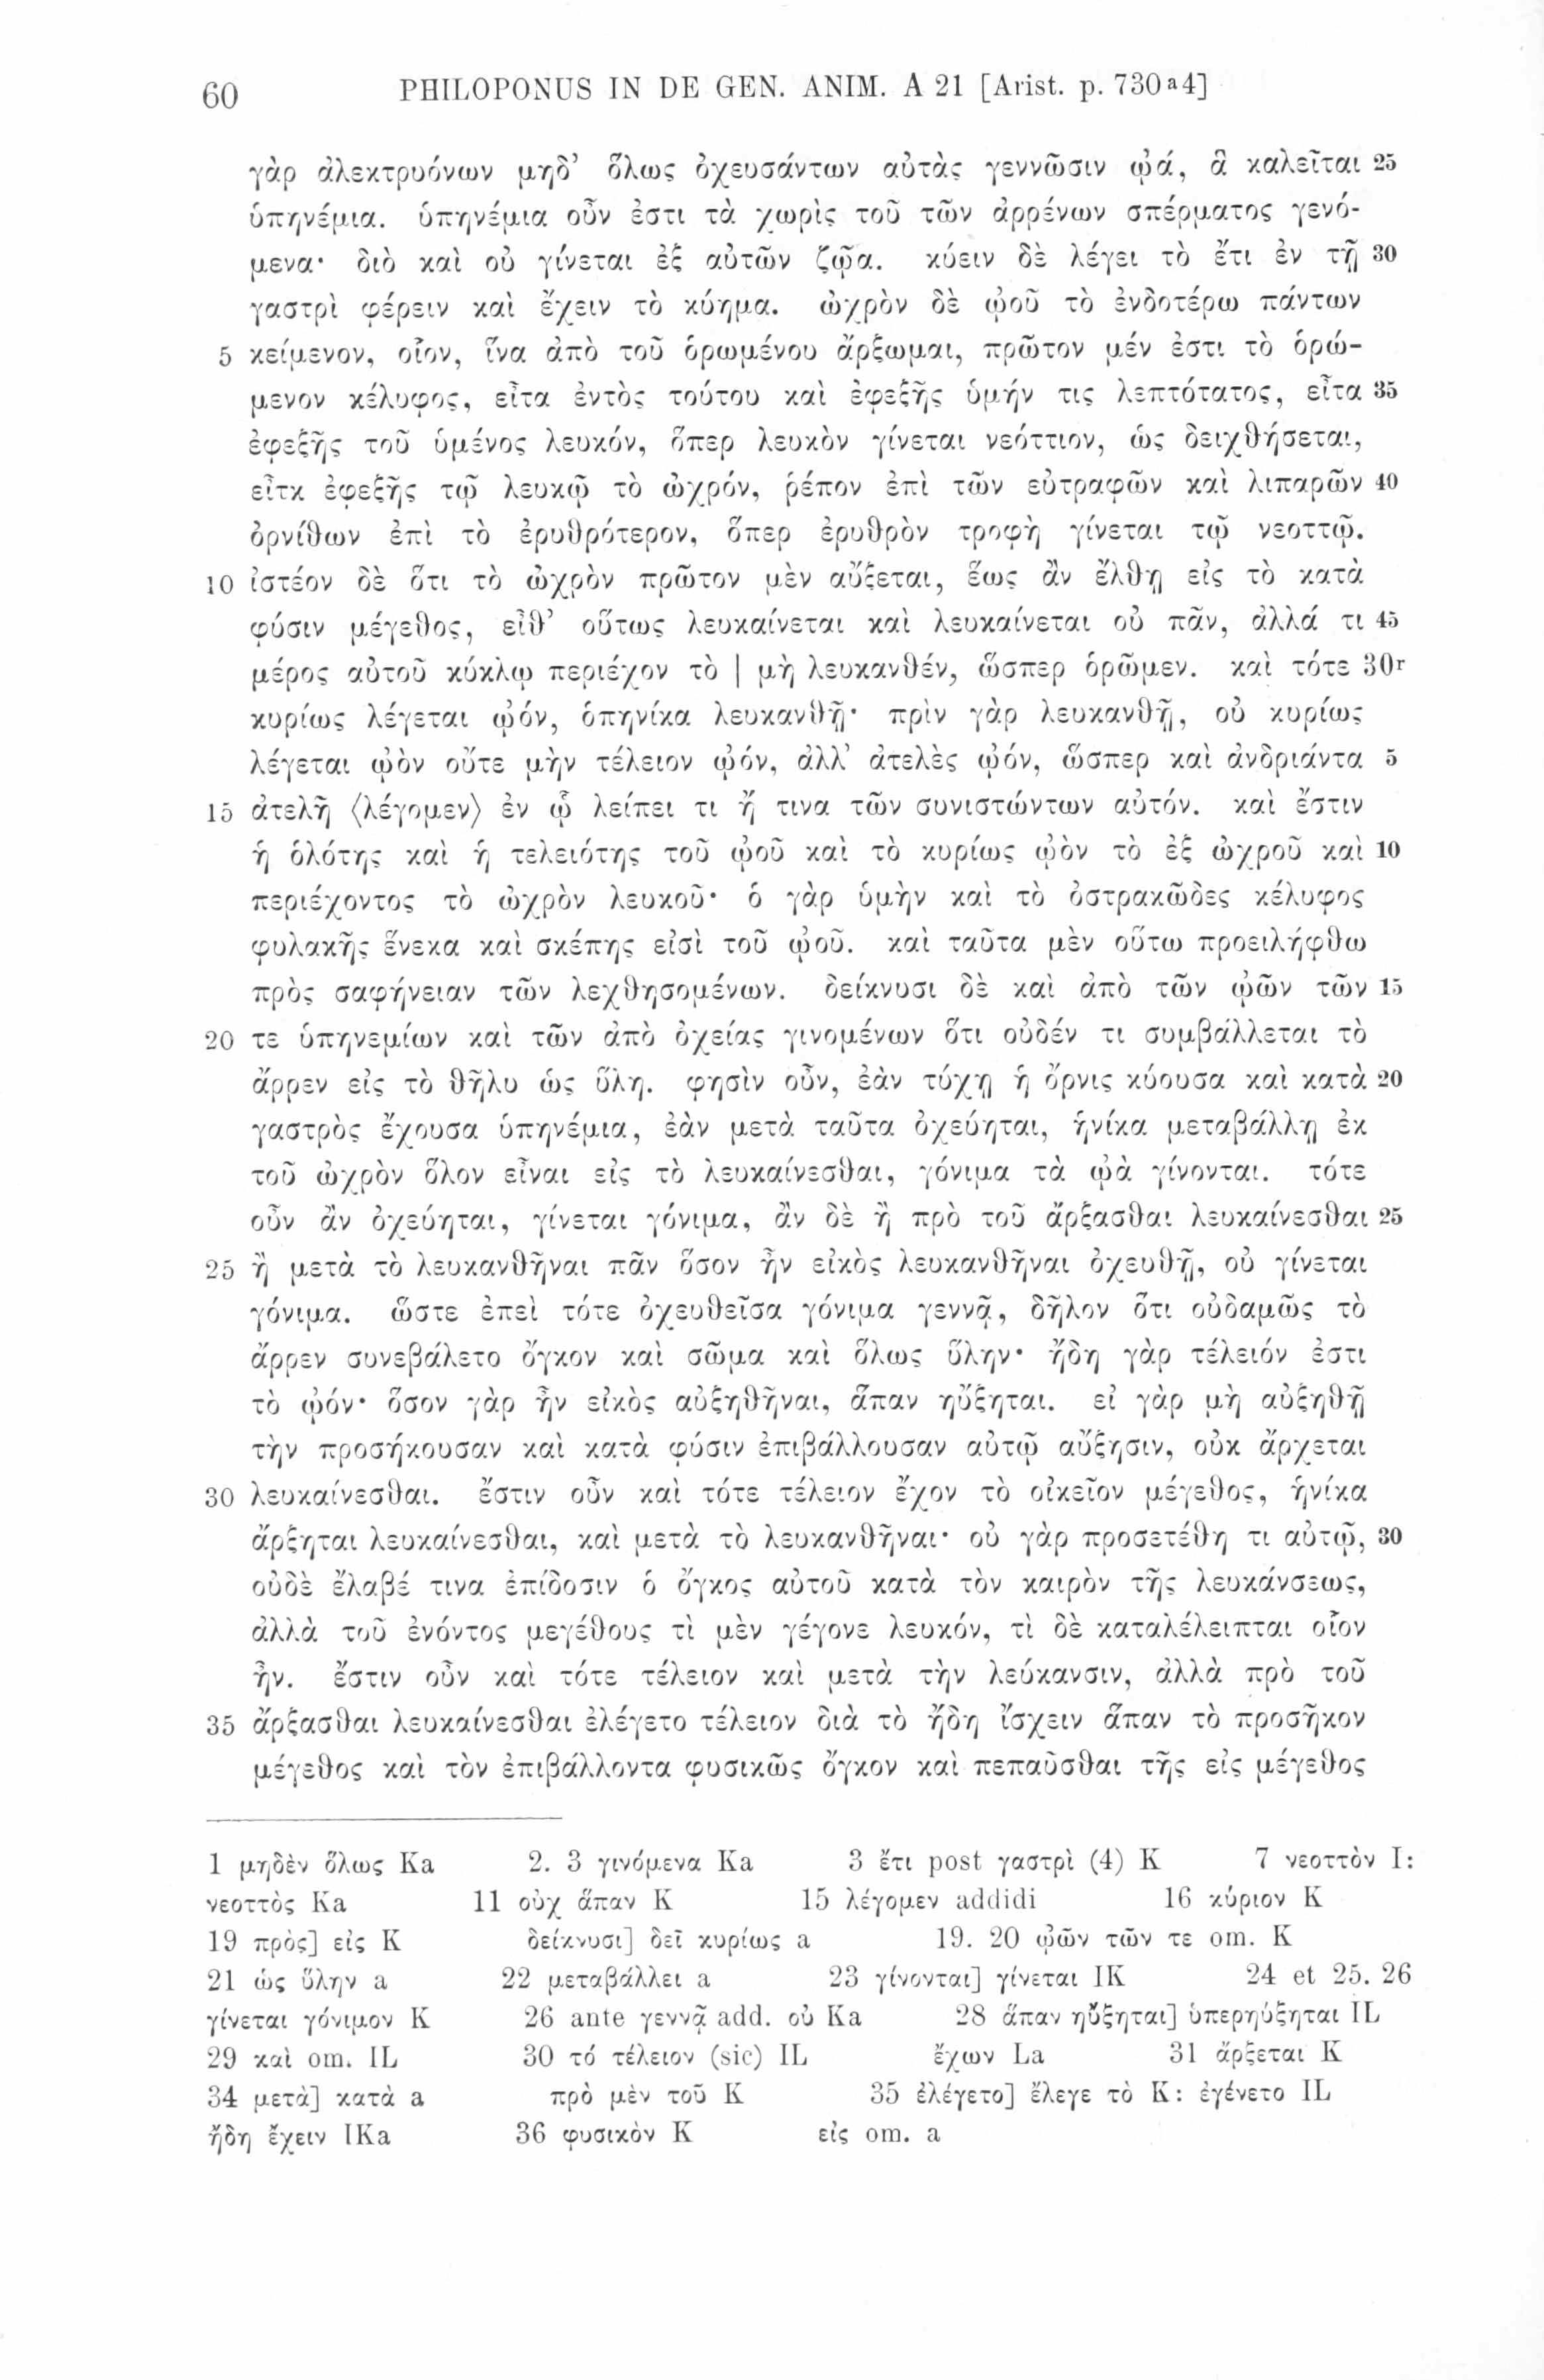 60 PHILOPONUS IN DE GEN. ANIM. A 21 [Arist. p. 730a4]
γὰρ ἀλεκτρυόνων μηδ’ ὅλως ὀχευσάντων αὐτὰς γεννῶσιν ᾠά, ἃ καλεῖται 25
ὑπηνέμια. ὑπηνέμια οὖν ἐστι τὰ χωρὶς τοῦ τῶν ἀρρένων σπέρματος γενό-
μενα· διὸ καὶ οὐ γίνεται ἐξ αὐτῶν ζῷα. κύειν δὲ λέγει τὸ ἔτι ἐν τῇ 30
γαστρὶ φέρειν καὶ ἔχειν τὸ κύημα. ὠχρὸν δὲ ᾠοῦ τὸ ἐνδοτέρω πάντων
5 κείμενον, οἷον, ἵνα ἀπὸ τοῦ ὁρωμένου ἄρξωμαι, πρῶτον μέν ἐστι τὸ ὁρώ-
μενον κέλυφος, εἶτα ἐντὸς τούτου καὶ ἐφεξῆς ὑμήν τις λεπτότατος, εἶτα 35
ἐφεξῆς τοῦ ὑμένος λευκόν, ὅπερ λευκὸν γίνεται νεόττιον, ὡς δειχθήσεται,
εἶτα ἐφεξῆς τῷ λευκῷ τὸ ὠχρόν, ῥέπον ἐπὶ τῶν εὐτραφῶν καὶ λιπαρῶν 40
ὀρνίθων ἐπὶ τὸ ἐρυθρότερον, ὅπερ ἐρυθρὸν τροφὴ γίνεται τῷ νεοττῷ.
10 ἰστέον δὲ ὅτι τὸ ὠχρὸν πρῶτον μὲν αὔξεται, ἕως ἂν ἔλθῃ εἰς τὸ κατὰ
φύσιν μέγεθος, εἶθ’ οὕτως λευκαίνεται καὶ λευκαίνεται οὐ πᾶν, ἀλλά τι 45
μέρος αὐτοῦ κύκλῳ περιέχον τὸ | μὴ λευκανθέν, ὥσπερ ὁρῶμεν. καὶ τότε 30r
κυρίως λέγεται ᾠόν, ὁπηνίκα λευκανθῇ· πρὶν γὰρ λευκανθῇ, οὐ κυρίως
λέγεται ᾠὸν οὔτε μὴν τέλειον ᾠόν, ἀλλ’ ἀτελὲς ᾠόν, ὥσπερ καὶ ἀνδριάντα 5
15 ἀτελῆ ⟨λέγομεν⟩ ἐν ᾧ λείπει τι ἤ τινα τῶν συνιστώντων αὐτόν. καὶ ἔστιν
ἡ ὁλότης καὶ ἡ τελειότης τοῦ ᾠοῦ καὶ τὸ κυρίως ᾠὸν τὸ ἐξ ὠχροῦ καὶ 10
περιέχοντος τὸ ὠχρὸν λευκοῦ· ὁ γὰρ ὑμὴν καὶ τὸ ὀστρακῶδες κέλυφος
φυλακῆς ἕνεκα καὶ σκέπης εἰσὶ τοῦ ᾠοῦ. καὶ ταῦτα μὲν οὕτω προειλήφθω
πρὸς σαφήνειαν τῶν λεχθησομένων. δείκνυσι δὲ καὶ ἀπὸ τῶν ᾠῶν τῶν 15
20 τε ὑπηνεμίων καὶ τῶν ἀπὸ ὀχείας γινομένων ὅτι οὐδέν τι συμβάλλεται τὸ
ἄρρεν εἰς τὸ θῆλυ ὡς ὕλη. φησὶν οὖν, ἐὰν τύχῃ ἡ ὄρνις κύουσα καὶ κατὰ 20
γαστρὸς ἔχουσα ὑπηνέμια, ἐὰν μετὰ ταῦτα ὀχεύηται, ἡνίκα μεταβάλλῃ ἐκ
τοῦ ὠχρὸν ὅλον εἶναι εἰς τὸ λευκαίνεσθαι, γόνιμα τὰ ᾠὰ γίνονται. τότε
οὖν ἂν ὀχεύηται, γίνεται γόνιμα, ἂν δὲ ἢ πρὸ τοῦ ἄρξασθαι λευκαίνεσθαι 25
25 ἢ μετὰ τὸ λευκανθῆναι πᾶν ὅσον ἦν εἰκὸς λευκανθῆναι ὀχευθῇ, οὐ γίνεται
γόνιμα. ὥστε ἐπεὶ τότε ὀχευθεῖσα γόνιμα γεννᾷ, δῆλον ὅτι οὐδαμῶς τὸ
ἄρρεν συνεβάλετο ὄγκον καὶ σῶμα καὶ ὅλως ὕλην· ἤδη γὰρ τέλειόν ἐστι
τὸ ᾠόν· ὅσον γὰρ ἦν εἰκὸς αὐξηθῆναι, ἅπαν ηὔξηται. εἰ γὰρ μὴ αὐξηθῇ
τὴν προσήκουσαν καὶ κατὰ φύσιν ἐπιβάλλουσαν αὐτῷ αὔξησιν, οὐκ ἄρχεται
30 λευκαίνεσθαι. ἔστιν οὖν καὶ τότε τέλειον ἔχον τὸ οἰκεῖον μέγεθος, ἡνίκα
ἄρξηται λευκαίνεσθαι, καὶ μετὰ τὸ λευκανθῆναι· οὐ γὰρ προσετέθη τι αὐτῷ, 30
οὐδὲ ἔλαβέ τινα ἐπίδοσιν ὁ ὄγκος αὐτοῦ κατὰ τὸν καιρὸν τῆς λευκάνσεως,
ἀλλὰ τοῦ ἐνόντος μεγέθους τὶ μὲν γέγονε λευκόν, τὶ δὲ καταλέλειπται οἷον
ἦν. ἔστιν οὖν καὶ τότε τέλειον καὶ μετὰ τὴν λεύκανσιν, ἀλλὰ πρὸ τοῦ
35 ἄρξασθαι λευκαίνεσθαι ἐλέγετο τέλειον διὰ τὸ ἤδη ἴσχειν ἅπαν τὸ προσῆκον
μέγεθος καὶ τὸν ἐπιβάλλοντα φυσικῶς ὄγκον καὶ πεπαῦσθαι τῆς εἰς μέγεθος
1 μηδὲν ὅλως Ka 2. 3 γινόμενα Ka 3 ἔτι post γαστρὶ (4) K 7 νεοττὸν I:
νεοττὸς Ka 11 οὐχ ἅπαν K 15 λέγομεν addidi 16 κύριον K
19 πρὸς] εἰς K δείκνυσι] δεῖ κυρίως a 19. 20 ᾠῶν τῶν τε om. K
21 ὡς ὕλην a 22 μεταβάλλει a 23 γίνονται] γίνεται IK 24 et 25. 26
γίνεται γόνιμον K 26 ante γεννᾷ add. οὐ Ka 28 ἅπαν ηὔξηται] ὑπερηύξηται IL
29 καὶ om. IL 30 τό τέλειον (sic) IL ἔχων La 31 ἄρξεται K
34 μετὰ] κατὰ a πρὸ μὲν τοῦ K 35 ἐλέγετο] ἔλεγε τὸ K: ἐγένετο IL
ἤδη ἔχειν IKa 36 φυσικὸν K εἰς om. a